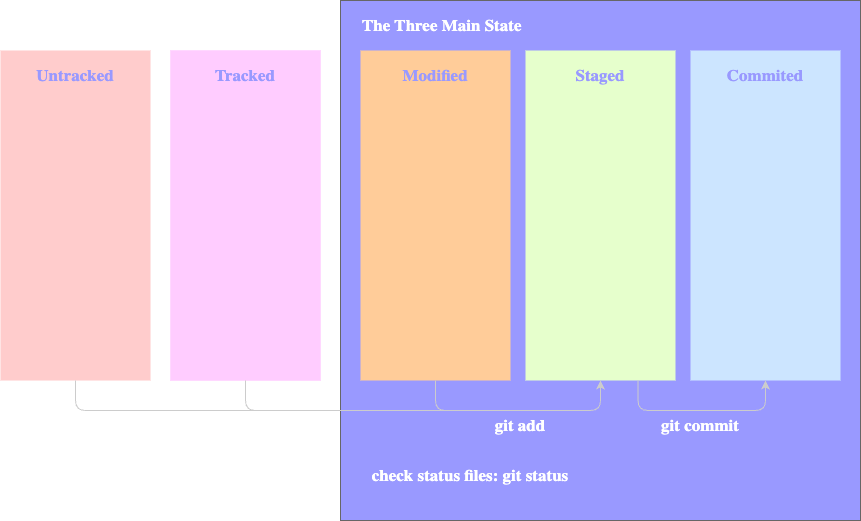 The Three Main State
Untracked
Tracked
Modified
Staged
Commited
git add
git commit
check status files: git status